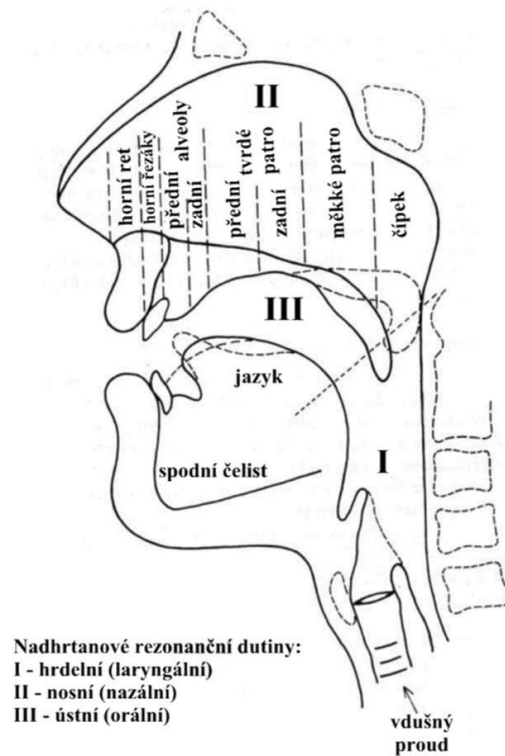 II
horní ret
horní řezáky
přední
zadní
alveoly
přední
zadní
tvrdé
patro
měkké patro
čípek
III
jazyk
I
spodní čelist
Nadhrtanové rezonanční dutiny:
I - hrdelní (laryngální)
II - nosní (nazální)
III - ústní (orální)
vdušný
proud